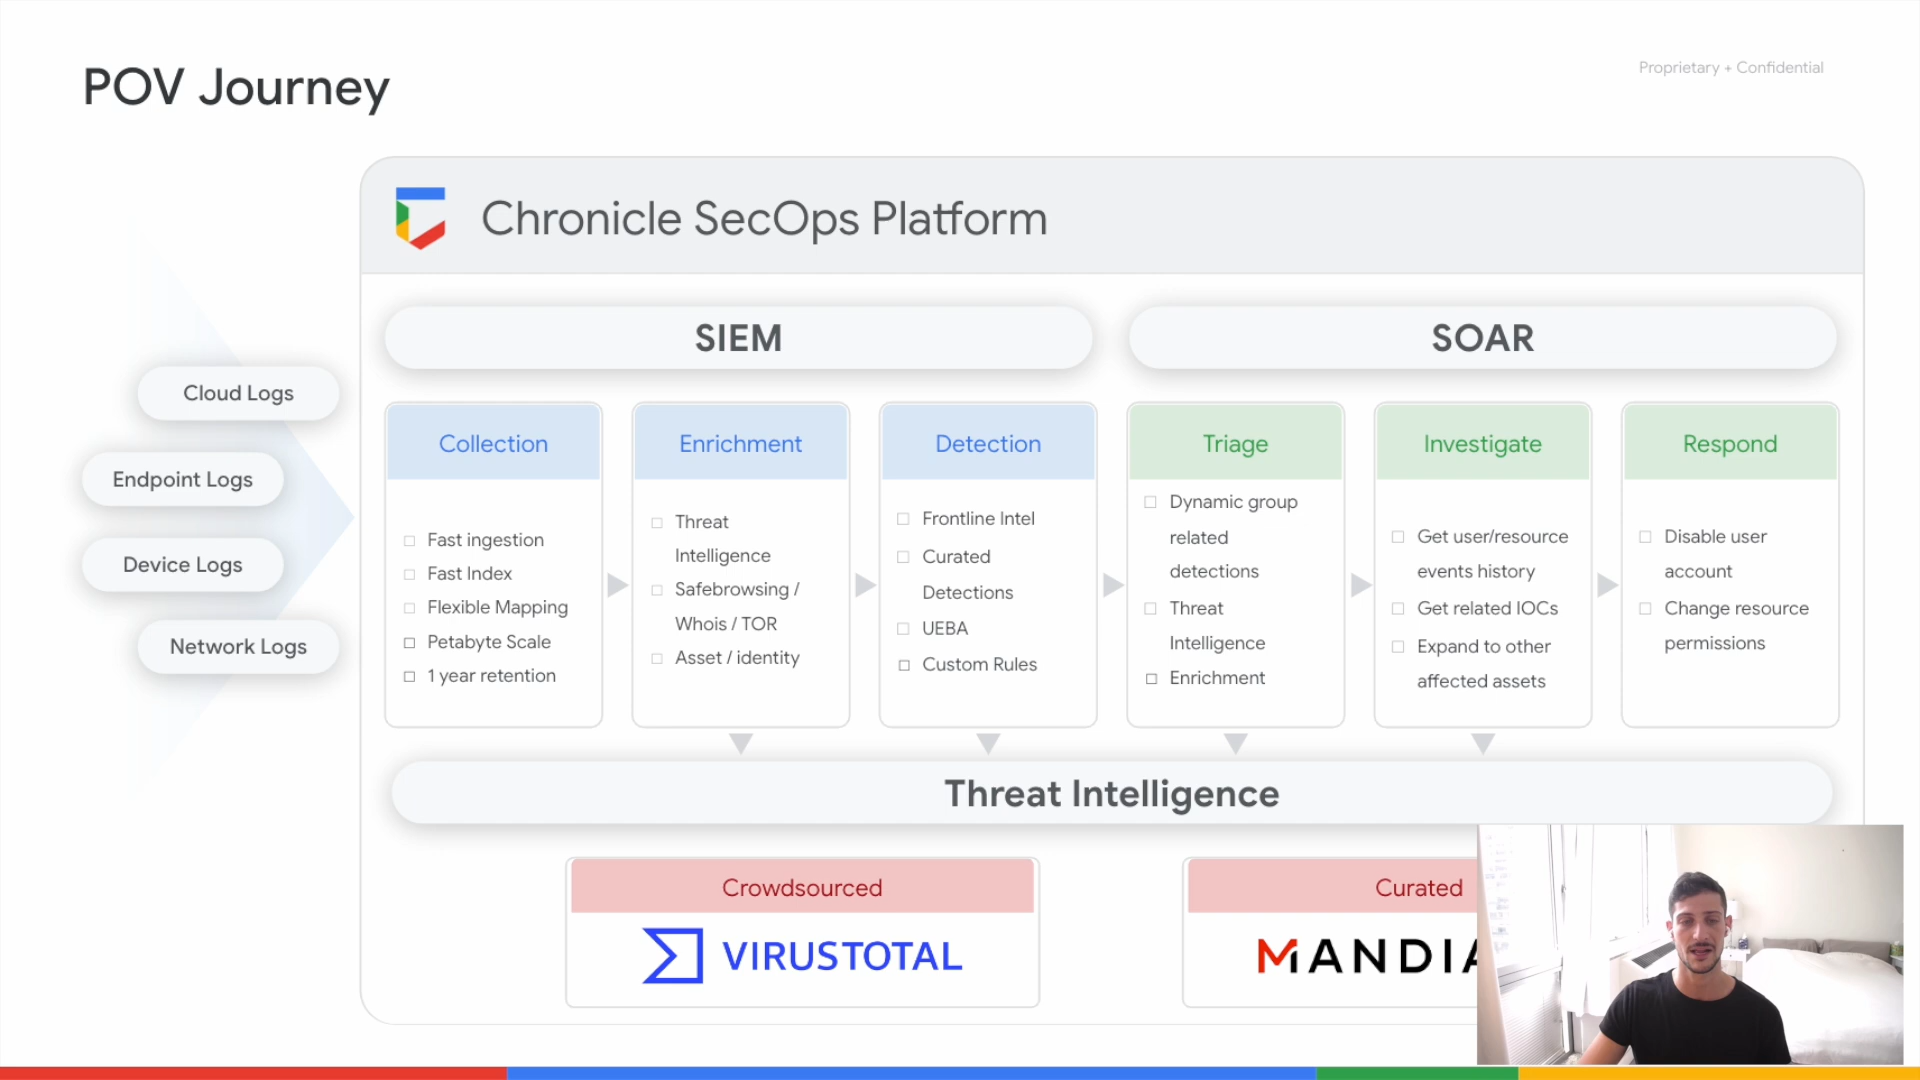 POV Journey
Proprietary + Confidential
Chronicle SecOps Platform
SIEM
SOAR
Cloud Logs
Endpoint Logs
Device Logs
Network Logs
Collection
Fast ingestion
Fast Index
Flexible Mapping
Petabyte Scale
1 year retention
Enrichment
Threat
Intelligence
Safebrowsing /
Whois / TOR
Asset / identity
Detection
Frontline Intel
Curated
Detections
UEBA
Custom Rules
Triage
Dynamic group
related
detections
Threat
Intelligence
Enrichment
Investigate
Get user/resource
events history
Get related IOCs
Expand to other
affected assets
Respond
Disable user
account
Change resource
permissions
Threat Intelligence
Crowdsourced
VIRUSTOTAL
Curated